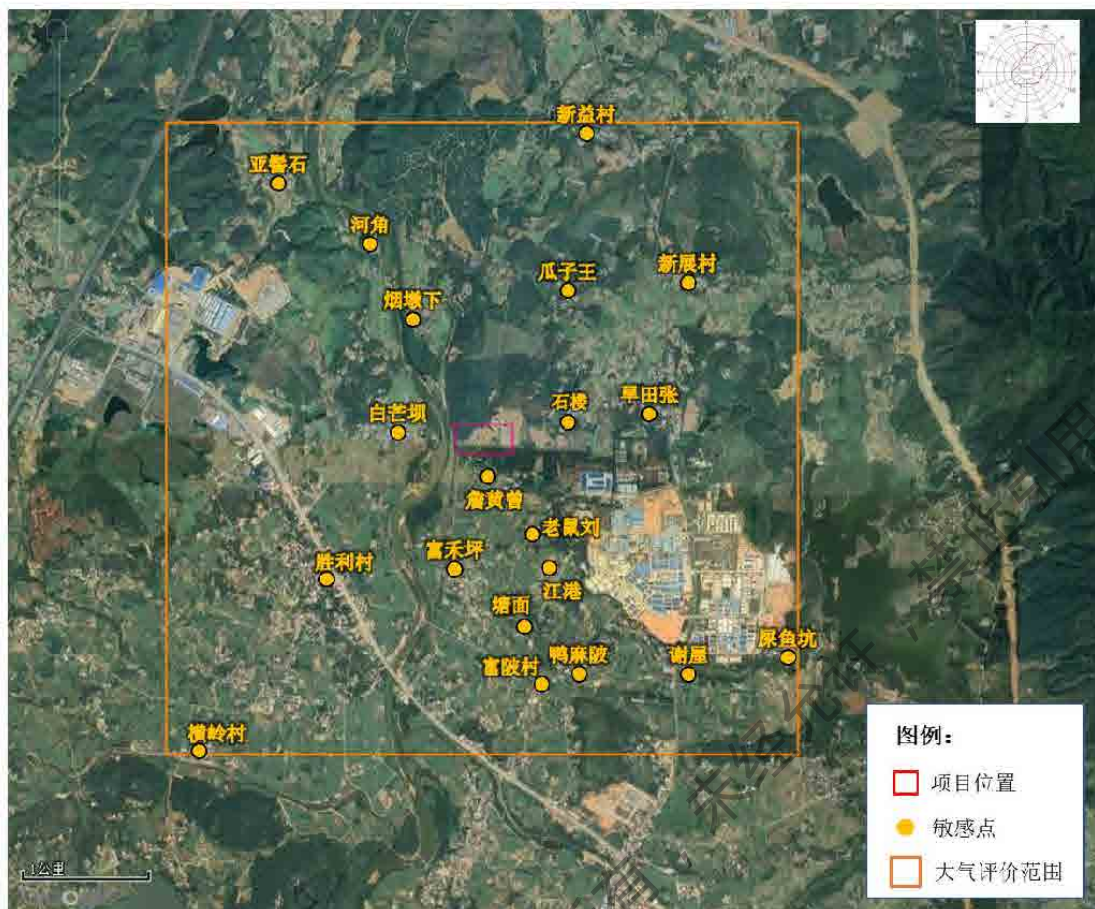 新益村
亚髻石
河角
瓜子王
新展村
烟墩下
石楼
旱田张
白芒坝
詹黄曾
老鼠刘
富禾坪
江港
胜利村
塘面
屎鱼坑
鸭麻陂
谢屋
富陂村
横岭村
图例：
项目位置
敏感点
大气评价范围
1公里